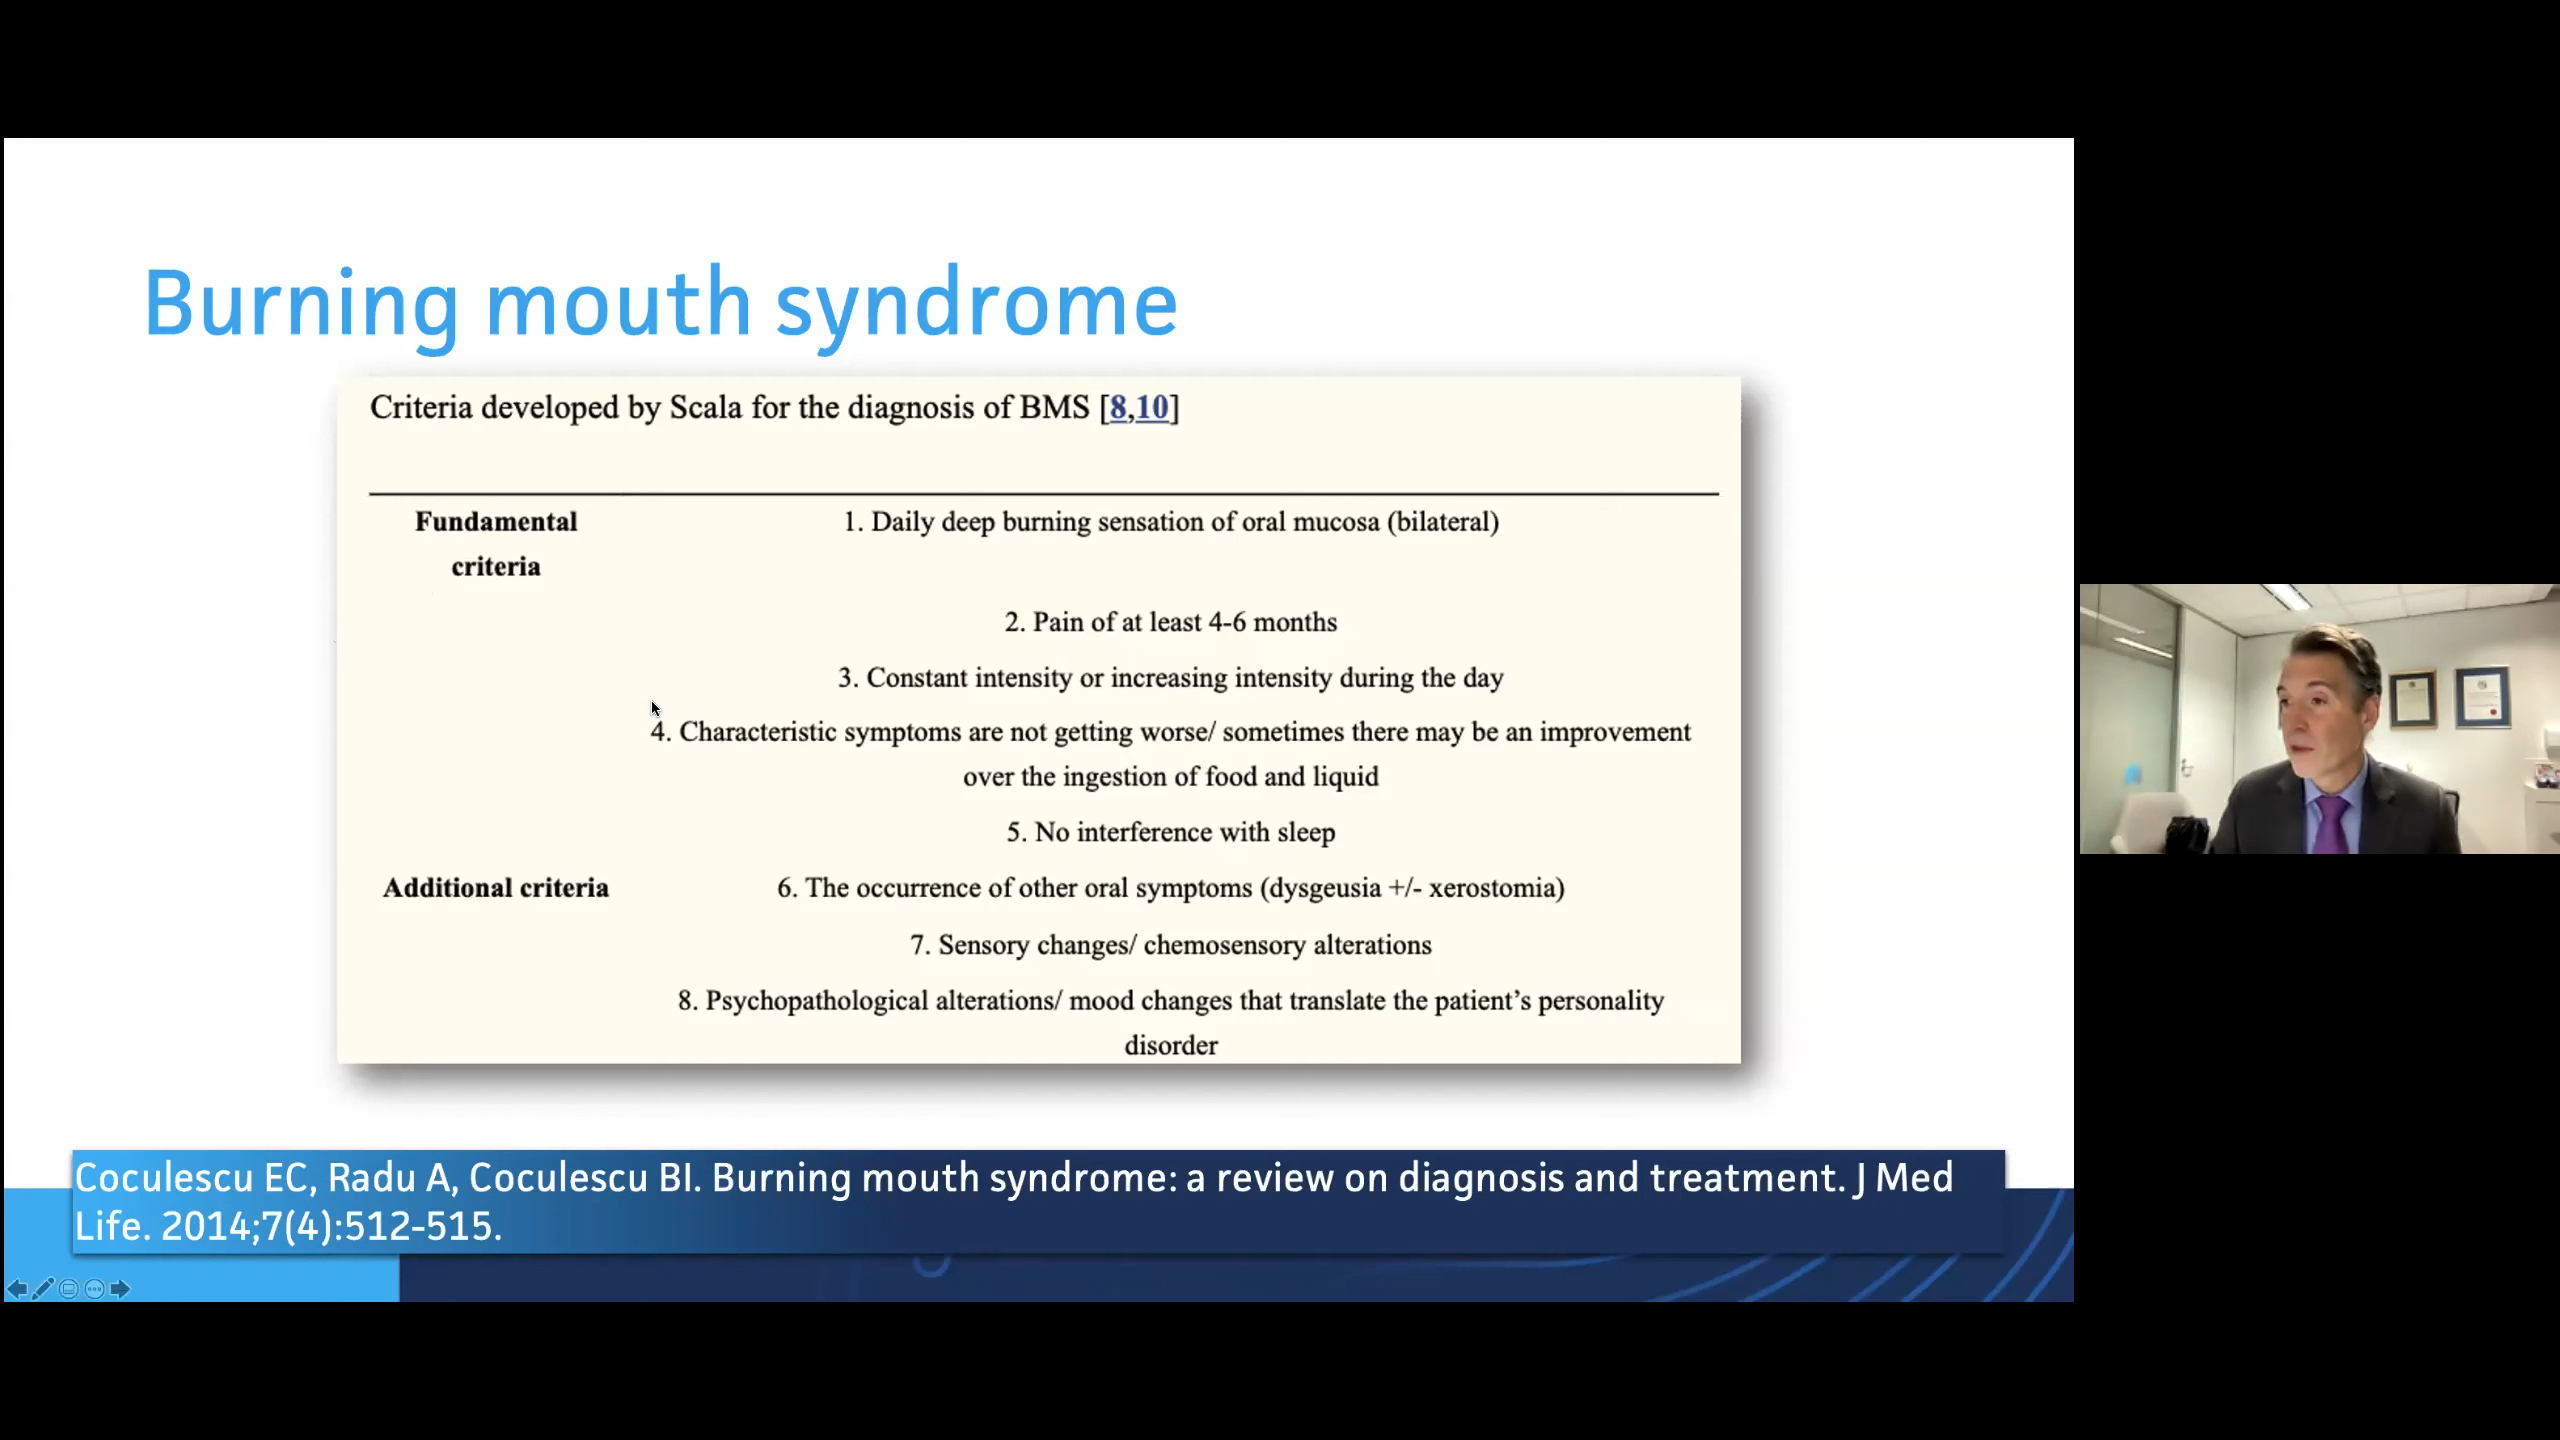 Burning mouth syndrome
Criteria developed by Scala for the diagnosis of BMS [8,10]
Fundamental
criteria
1. Daily deep burning sensation of oral mucosa (bilateral)
2. Pain of at least 4-6 months
3. Constant intensity or increasing intensity during the day
4. Characteristic symptoms are not getting worse/ sometimes there may be an improvement
over the ingestion of food and liquid
5. No interference with sleep
Additional criteria
6. The occurrence of other oral symptoms (dysgeusia +/- xerostomia)
7. Sensory changes/ chemosensory alterations
8. Psychopathological alterations/ mood changes that translate the patient’s personality
disorder
Coculescu EC, Radu A, Coculescu BI. Burning mouth syndrome: a review on diagnosis and treatment. J Med
Life. 2014;7(4):512-515.